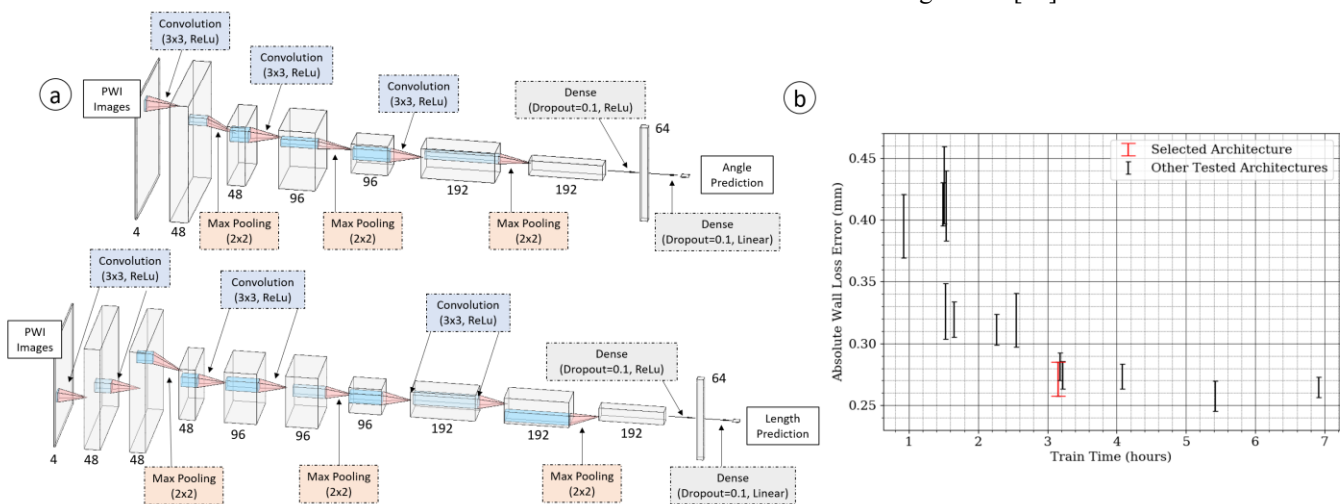 a
PWI
Images
Convolution
(3x3, ReLu)
Convolution
(3x3, ReLu)
Convolution
(3x3, ReLu)
Dense
(Dropout=0.1, ReLu)
64
Angle
Prediction
Dense
(Dropout=0.1, Linear)
4
48
48
96
96
192
192
Max Pooling
(2x2)
Max Pooling
(2x2)
Max Pooling
(2x2)
PWI
Images
Convolution
(3x3, ReLu)
Convolution
(3x3, ReLu)
Convolution
(3x3, ReLu)
Dense
(Dropout=0.1, ReLu)
64
Length
Prediction
Dense
(Dropout=0.1, Linear)
4
48
48
48
96
96
96
192
192
192
Max Pooling
(2x2)
Max Pooling
(2x2)
Max Pooling
(2x2)
b
Selected Architecture
Other Tested Architectures
Absolute Wall Loss Error (mm)
0.45
0.40
0.35
0.30
0.25
1 2 3 4 5 6 7
Train Time (hours)